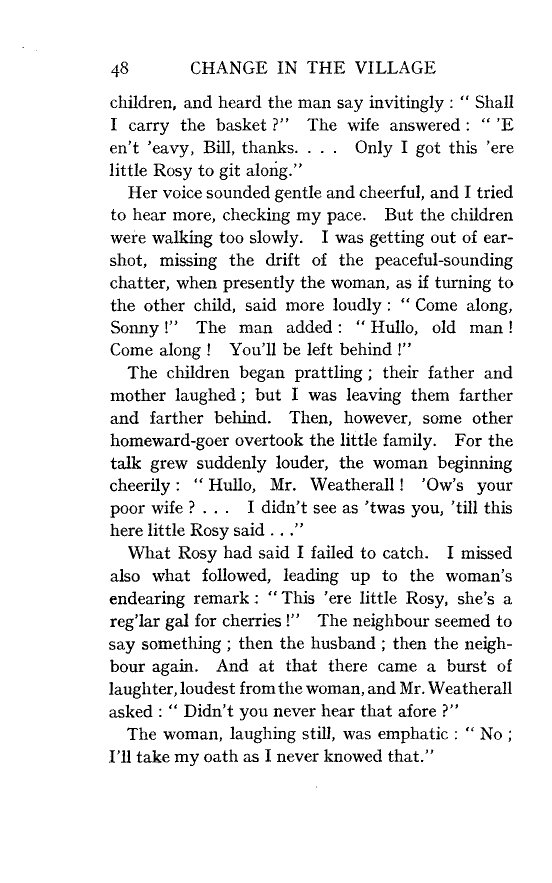 48 CHANGE IN THE VILLAGE
children, and heard the man say invitingly : “ Shall
I carry the basket ?” The wife answered : “ ’E
en’t ’eavy, Bill, thanks. . . . Only I got this ’ere
little Rosy to git along.”
Her voice sounded gentle and cheerful, and I tried
to hear more, checking my pace. But the children
were walking too slowly. I was getting out of ear-
shot, missing the drift of the peaceful-sounding
chatter, when presently the woman, as if turning to
the other child, said more loudly : “ Come along,
Sonny !” The man added : “ Hullo, old man !
Come along ! You’ll be left behind !”
The children began prattling ; their father and
mother laughed ; but I was leaving them farther
and farther behind. Then, however, some other
homeward-goer overtook the little family. For the
talk grew suddenly louder, the woman beginning
cheerily : “ Hullo, Mr. Weatherall ! ’Ow’s your
poor wife ? . . . I didn’t see as ’twas you, ’till this
here little Rosy said . . .”
What Rosy had said I failed to catch. I missed
also what followed, leading up to the woman’s
endearing remark : “ This ’ere little Rosy, she’s a
reg’lar gal for cherries !” The neighbour seemed to
say something ; then the husband ; then the neigh-
bour again. And at that there came a burst of
laughter, loudest from the woman, and Mr. Weatherall
asked : “ Didn’t you never hear that afore ?”
The woman, laughing still, was emphatic : “ No ;
I’ll take my oath as I never knowed that.”